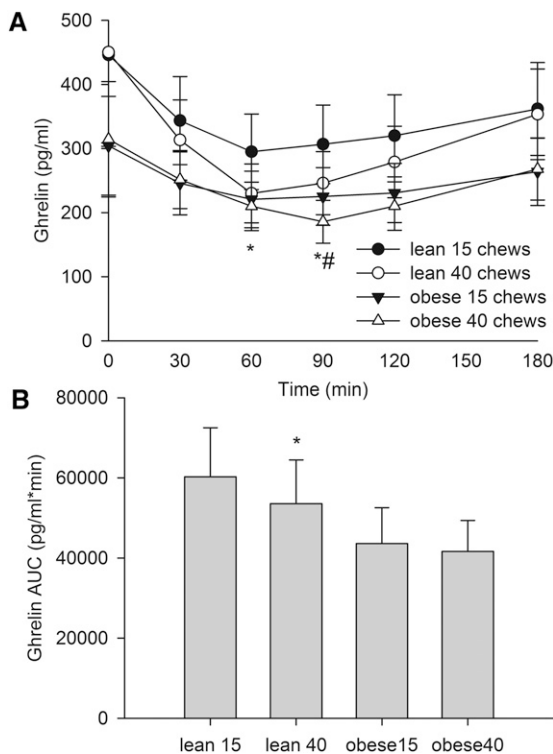 A
500
400
300
200
100
0
Ghrelin (pg/ml)
*
*#
lean 15 chews
lean 40 chews
obese 15 chews
obese 40 chews
0 30 60 90 120 150 180
Time (min)
B
80000
60000
40000
20000
0
Ghrelin AUC (pg/ml*min)
*
lean 15 lean 40 obese15 obese40